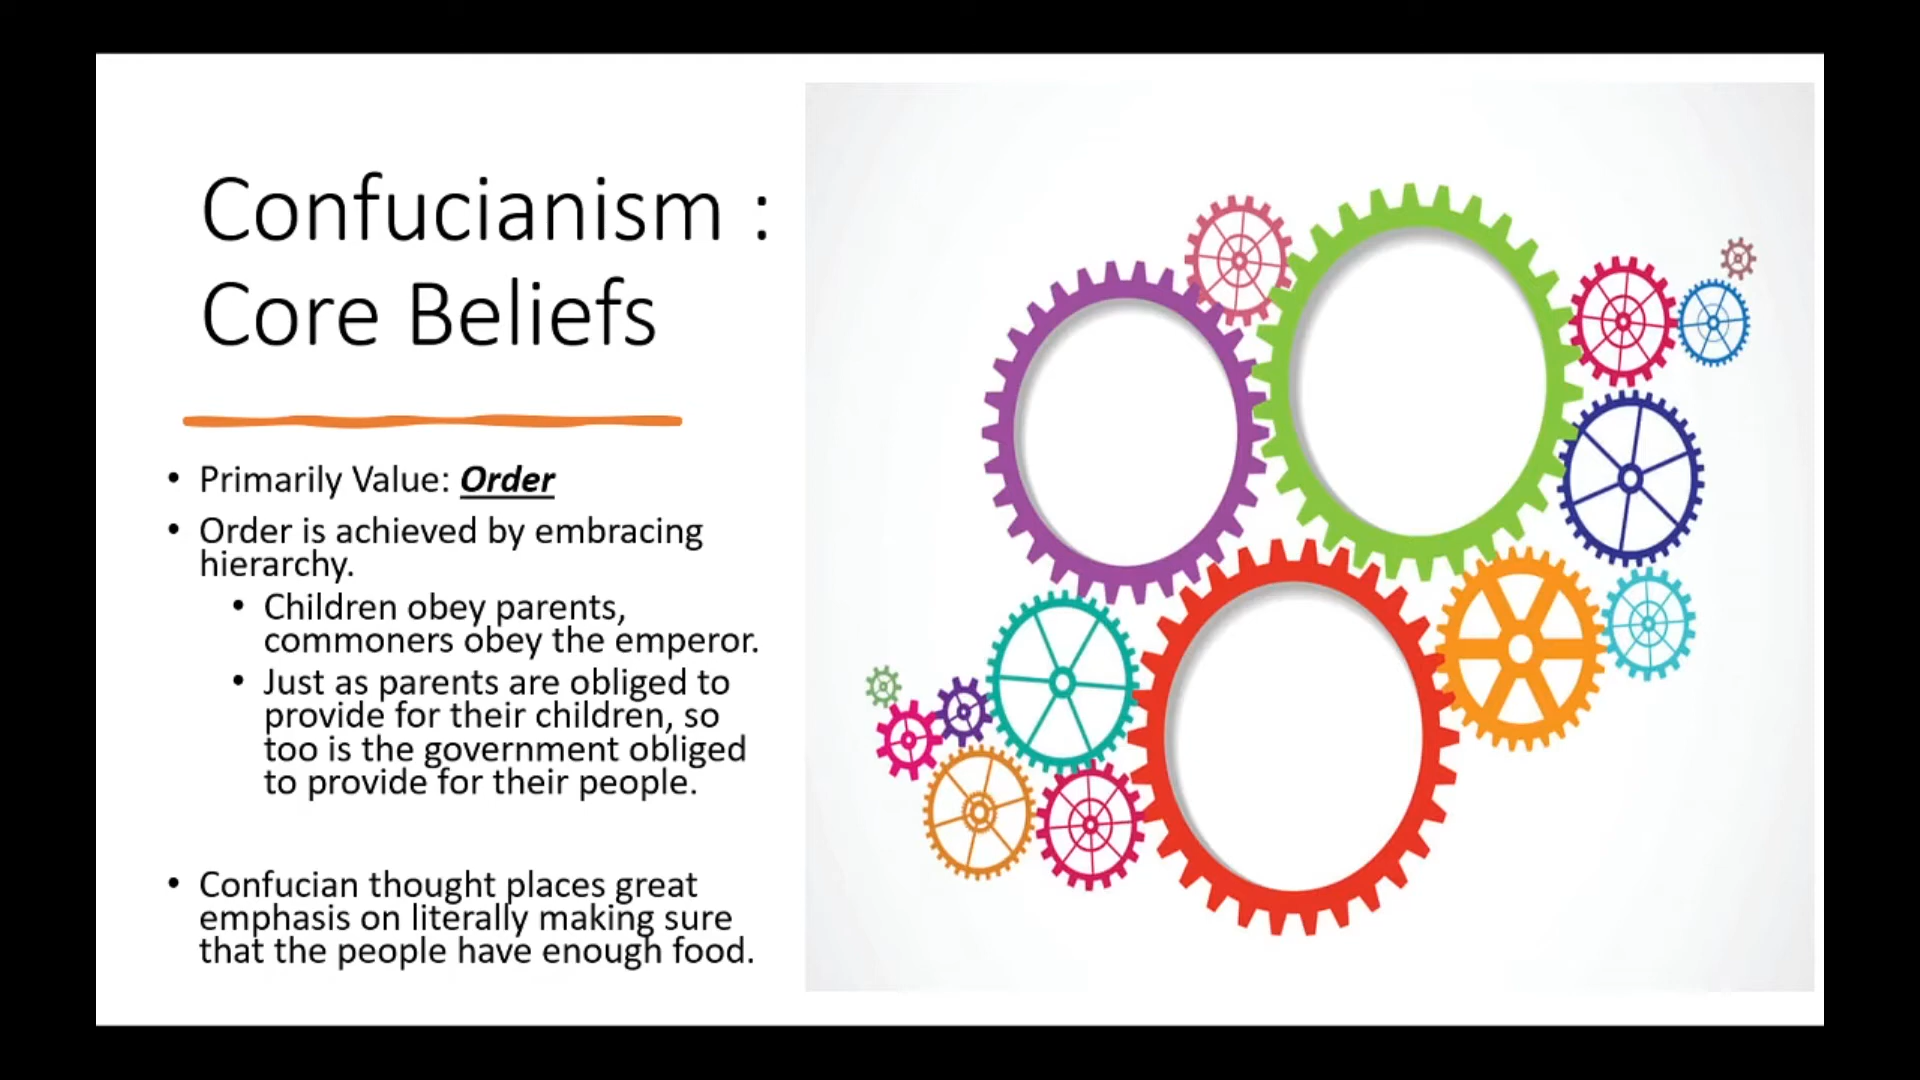 Confucianism :
Core Beliefs
• Primarily Value: Order
• Order is achieved by embracing
hierarchy.
• Children obey parents,
commoners obey the emperor.
• Just as parents are obliged to
provide for their children, so
too is the government obliged
to provide for their people.
• Confucian thought places great
emphasis on literally making sure
that the people have enough food.